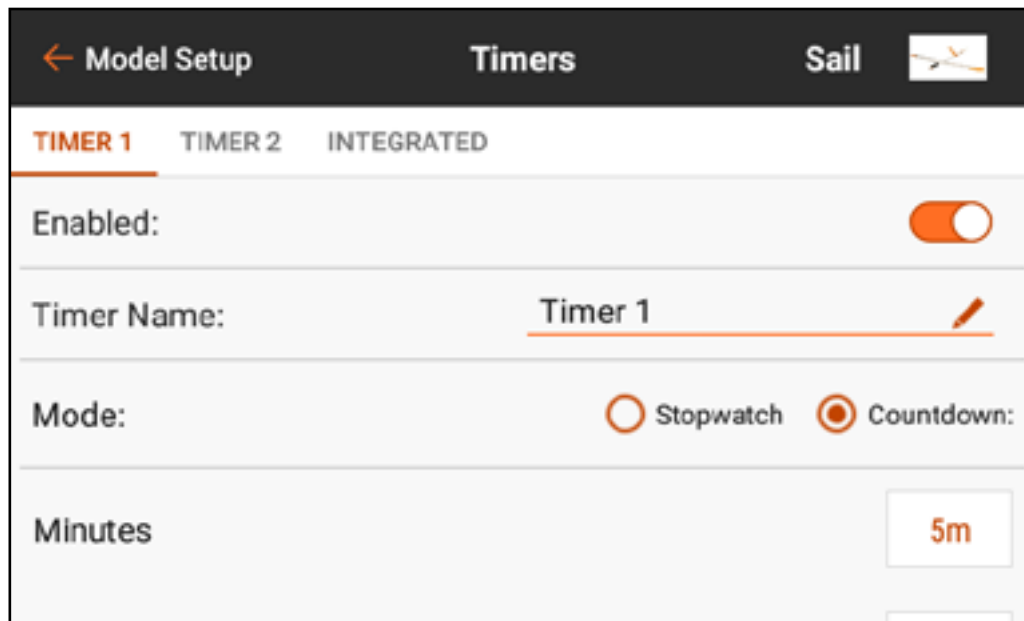 Model Setup Timers Sail
TIMER 1 TIMER 2 INTEGRATED
Enabled:
Timer Name: Timer 1
Mode: Stopwatch Countdown:
Minutes 5m